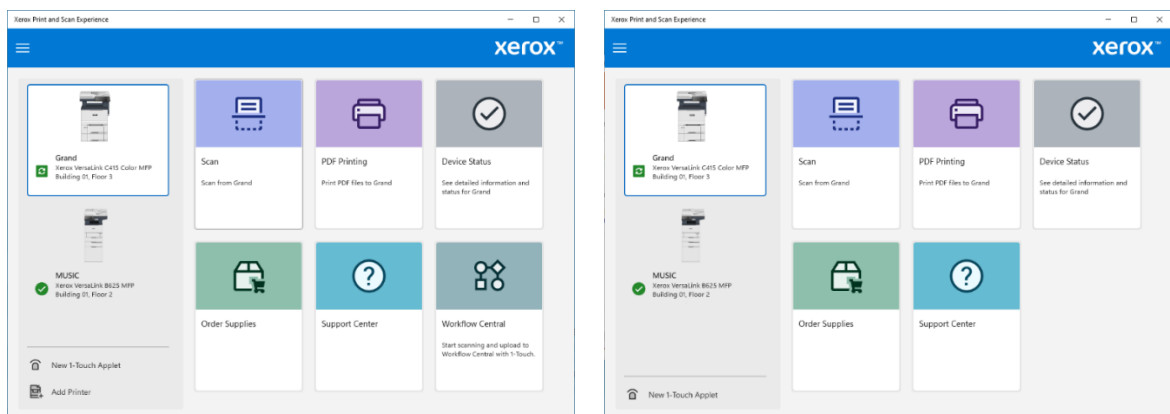 Xerox Print and Scan Experience
xerox™
Grand
Xerox VersaLink C415 Color MFP
Building 01, Floor 3
MUSIC
Xerox VersaLink B625 MFP
Building 01, Floor 2
New 1-Touch Applet
Add Printer
Scan
Scan from Grand
PDF Printing
Print PDF files to Grand
Device Status
See detailed information and
status for Grand
Order Supplies
Support Center
Workflow Central
Start scanning and upload to
Workflow Central with 1-Touch.
Xerox Print and Scan Experience
xerox™
Grand
Xerox VersaLink C415 Color MFP
Building 01, Floor 3
MUSIC
Xerox VersaLink B625 MFP
Building 01, Floor 2
New 1-Touch Applet
Scan
Scan from Grand
PDF Printing
Print PDF files to Grand
Device Status
See detailed information and
status for Grand
Order Supplies
Support Center